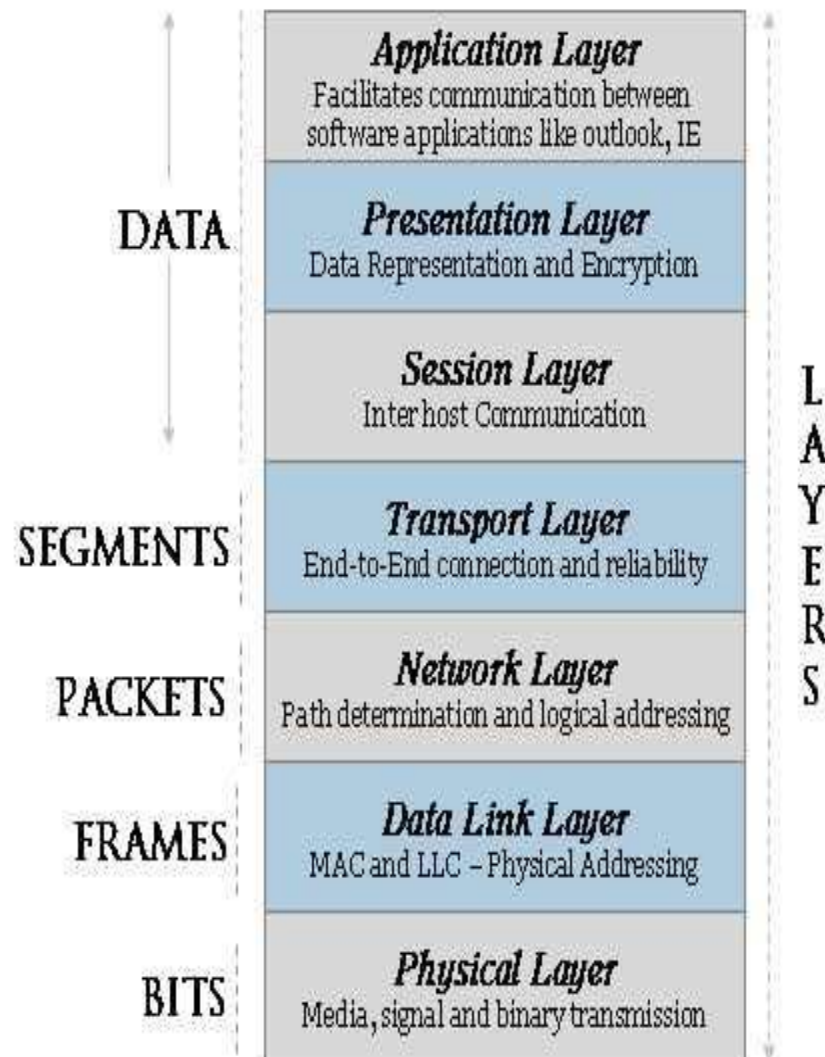 Application Layer
Facilitates communication between
software applications like outlook, IE
DATA
Presentation Layer
Data Representation and Encryption
Session Layer
Inter host Communication
SEGMENTS
Transport Layer
End-to-End connection and reliability
PACKETS
Network Layer
Path determination and logical addressing
FRAMES
Data Link Layer
MAC and LLC – Physical Addressing
BITS
Physical Layer
Media, signal and binary transmission
LAYERS